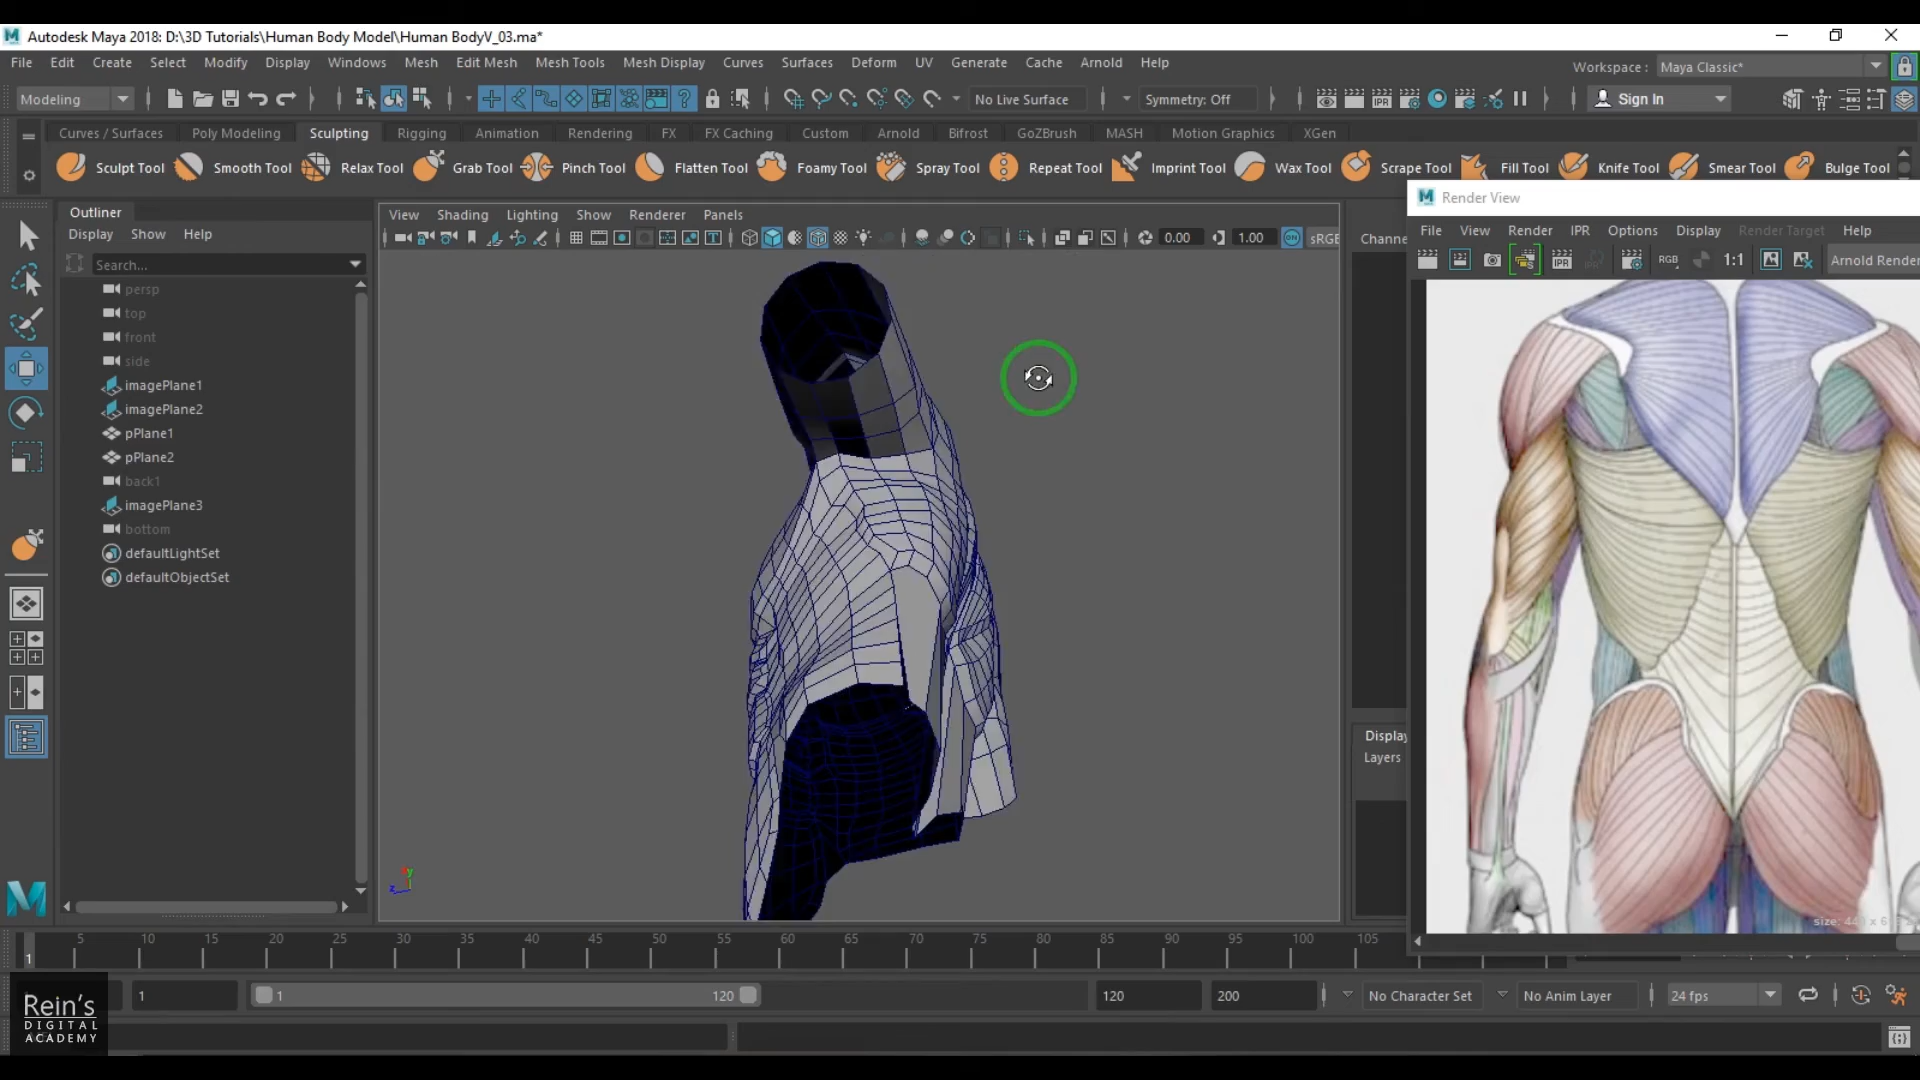 Autodesk Maya 2018: D:\3D Tutorials\Human Body Model\Human BodyV_03.ma*
File Edit Create Select Modify Display Windows Mesh Edit Mesh Mesh Tools Mesh Display Curves Surfaces Deform UV Generate Cache Arnold Help
Workspace : Maya Classic*
Modeling No Live Surface Symmetry: Off Sign In
Curves / Surfaces Poly Modeling Sculpting Rigging Animation Rendering FX FX Caching Custom Arnold Bifrost GoZBrush MASH Motion Graphics XGen
Sculpt Tool Smooth Tool Relax Tool Grab Tool Pinch Tool Flatten Tool Foamy Tool Spray Tool Repeat Tool Imprint Tool Wax Tool Scrape Tool Fill Tool Knife Tool Smear Tool Bulge Tool
Outliner
Display Show Help
Search...
persp
top
front
side
imagePlane1
imagePlane2
pPlane1
pPlane2
back1
imagePlane3
bottom
defaultLightSet
defaultObjectSet
View Shading Lighting Show Renderer Panels
0.00 1.00 ON sRGB
Channe
Display
Layers
Render View
File View Render IPR Options Display Render Target Help
IPR RGB 1:1 Arnold Render
5 10 15 20 25 30 35 40 45 50 55 60 65 70 75 80 85 90 95 100 105
1
1 1 120 120 200 No Character Set No Anim Layer 24 fps
Rein's
DIGITAL
ACADEMY